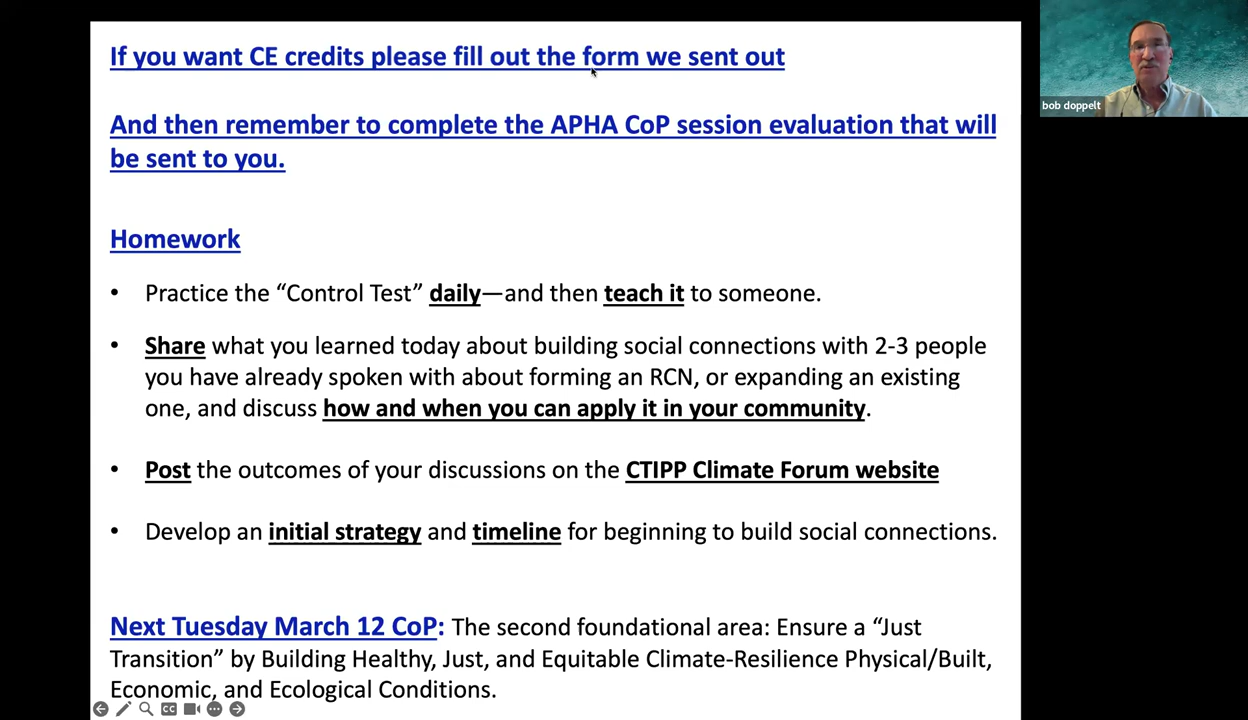 If you want CE credits please fill out the form we sent out
And then remember to complete the APHA CoP session evaluation that will
be sent to you.
Homework
• Practice the “Control Test” daily—and then teach it to someone.
• Share what you learned today about building social connections with 2-3 people
you have already spoken with about forming an RCN, or expanding an existing
one, and discuss how and when you can apply it in your community.
• Post the outcomes of your discussions on the CTIPP Climate Forum website
• Develop an initial strategy and timeline for beginning to build social connections.
Next Tuesday March 12 CoP: The second foundational area: Ensure a “Just
Transition” by Building Healthy, Just, and Equitable Climate-Resilience Physical/Built,
Economic, and Ecological Conditions.
CC
bob doppelt